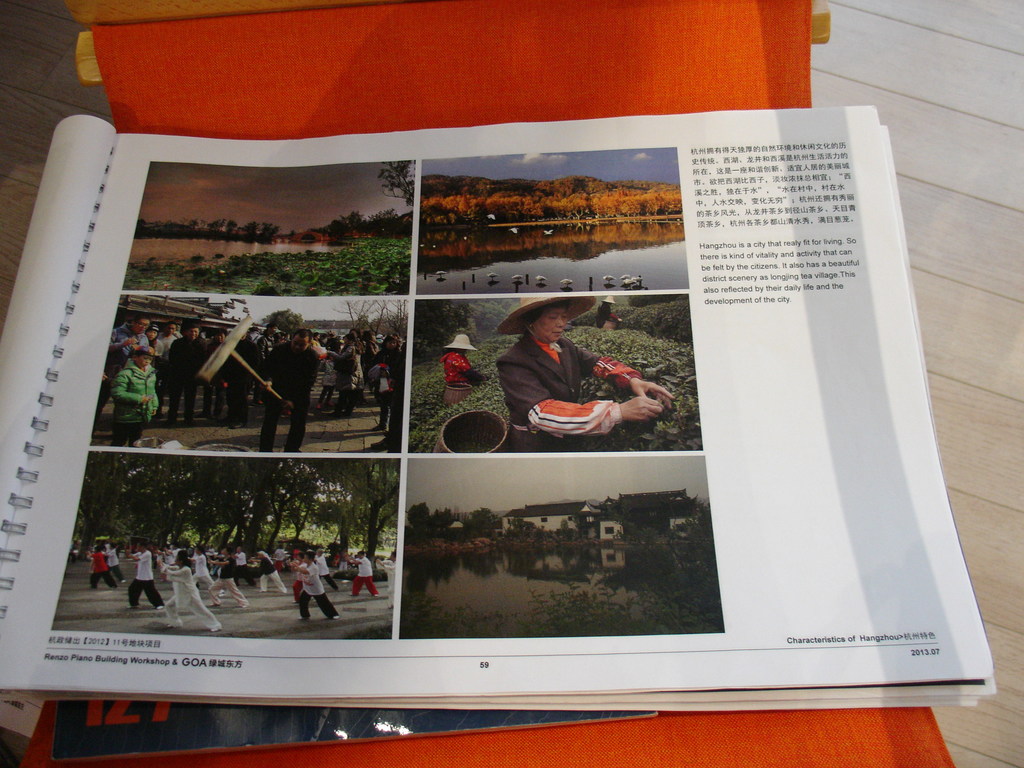 杭州拥有得天独厚的自然环境和休闲文化的历
史传统。西湖、龙井和西溪是杭州生活活力的
所在。这是一座和谐创新、适宜人居的美丽城
市。欲把西湖比西子，淡妆浓抹总相宜；“西
溪之胜，独在于水”，“水在村中，村在水
中，人水交映，变化无穷”；杭州还拥有秀丽
的茶乡风光，从龙井茶乡到径山茶乡、天目青
顶茶乡，杭州各茶乡都山清水秀，满目葱茏。
Hangzhou is a city that realy fit for living. So
there is kind of vitality and activity that can
be felt by the citizens. It also has a beautiful
district scenery as longjing tea village.This
also reflected by their daily life and the
development of the city.
杭政储出【2012】11号地块项目
Renzo Piano Building Workshop & GOA 绿城东方
59
Characteristics of Hangzhou>杭州特色
2013.07
127